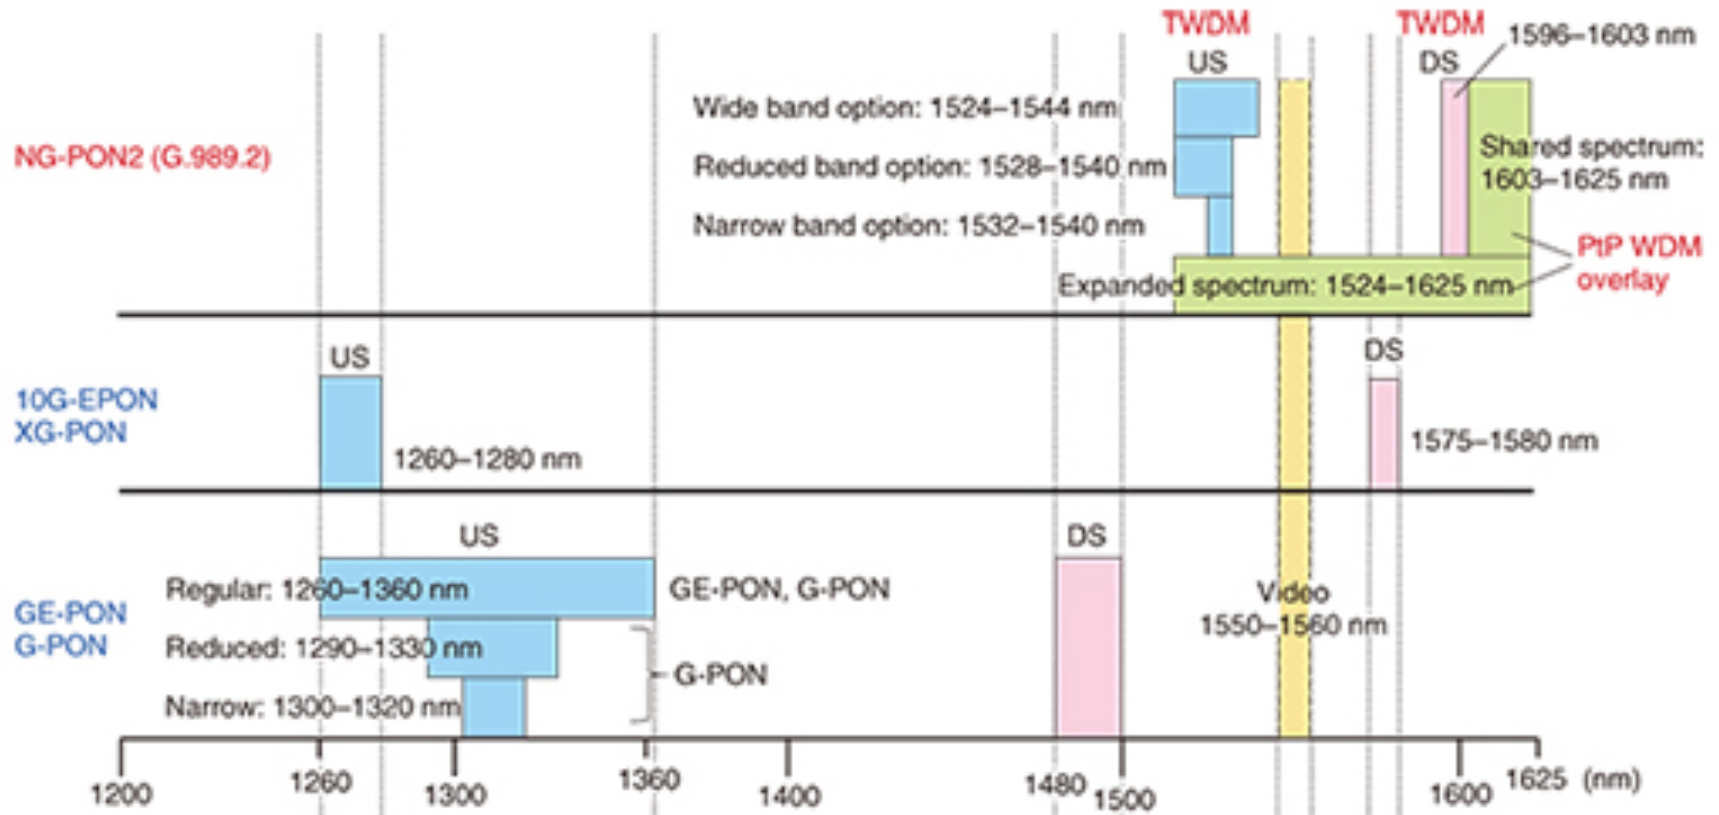 TWDM
TWDM
1596–1603 nm
US
DS
Wide band option: 1524–1544 nm
NG-PON2 (G.989.2)
Reduced band option: 1528–1540 nm
Shared spectrum:
1603–1625 nm
Narrow band option: 1532–1540 nm
PtP WDM
overlay
Expanded spectrum: 1524–1625 nm
US
DS
10G-EPON
XG-PON
1260–1280 nm
1575–1580 nm
US
DS
Regular: 1260–1360 nm
GE-PON, G-PON
GE-PON
G-PON
Video
1550–1560 nm
Reduced: 1290–1330 nm
G-PON
Narrow: 1300–1320 nm
1200
1260
1300
1360
1400
1480
1500
1600
1625 (nm)